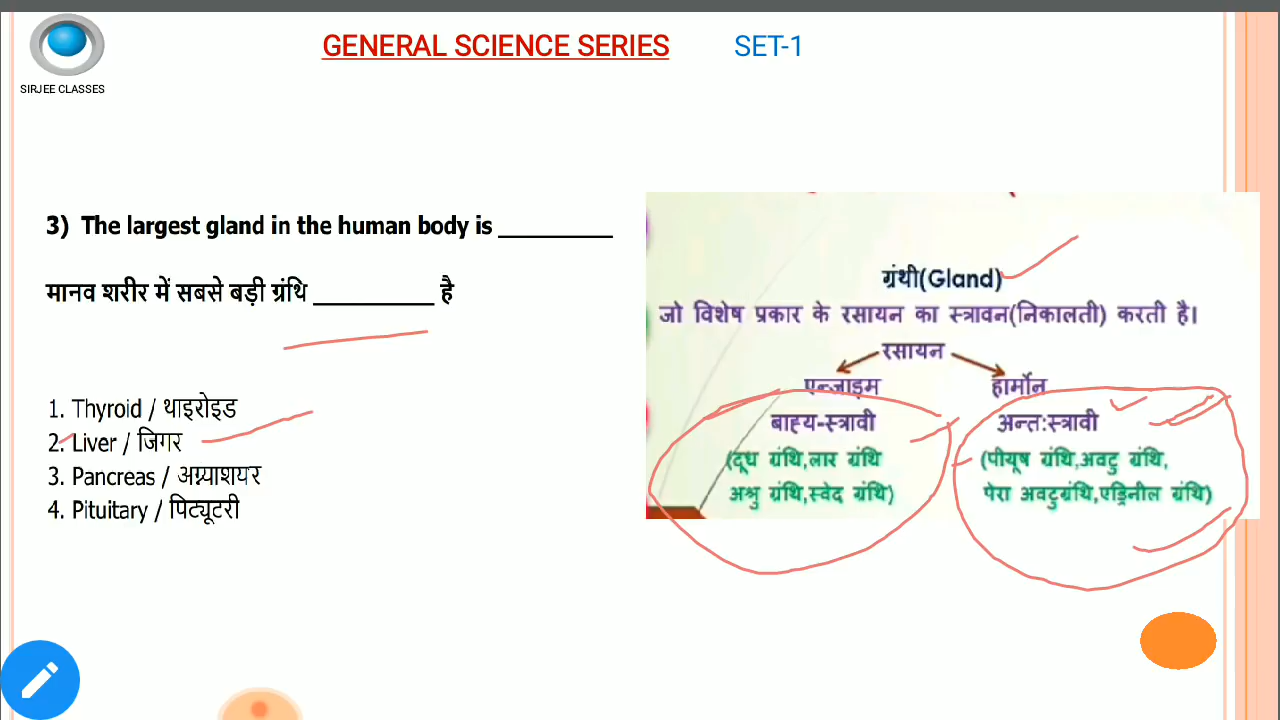 GENERAL SCIENCE SERIES SET-1
SIRJEE CLASSES
3) The largest gland in the human body is __________
मानव शरीर में सबसे बड़ी ग्रंथि __________ है
1. Thyroid / थाइरोइड
2. Liver / जिगर
3. Pancreas / अग्न्याशयर
4. Pituitary / पिट्यूटरी
ग्रंथी(Gland)
जो विशेष प्रकार के रसायन का स्त्रावन(निकालती) करती है।
रसायन
एन्जाइम हार्मोन
बाह्य-स्त्रावी अन्त:स्त्रावी
(दूध ग्रंथि,लार ग्रंथि (पीयूष ग्रंथि,अवटु ग्रंथि,
अश्रु ग्रंथि,स्वेद ग्रंथि) पेरा अवटुग्रंथि,एड्रिनील ग्रंथि)